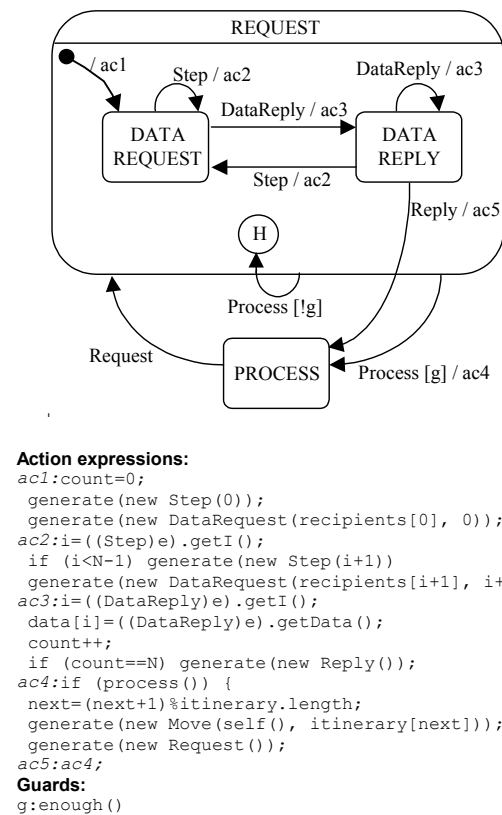 REQUEST
/ ac1
Step / ac2
DataReply / ac3
DataReply / ac3
DATA
REQUEST
DATA
REPLY
Step / ac2
Reply / ac5
H
Process [!g]
Request
PROCESS
Process [g] / ac4
Action expressions:
ac1:count=0;
generate(new Step(0));
generate(new DataRequest(recipients[0], 0));
ac2:i=((Step)e).getI();
if (i<N-1) generate(new Step(i+1))
generate(new DataRequest(recipients[i+1], i+
ac3:i=((DataReply)e).getI();
data[i]=((DataReply)e).getData();
count++;
if (count==N) generate(new Reply());
ac4:if (process()) {
next=(next+1)%itinerary.length;
generate(new Move(self(), itinerary[next]));
generate(new Request());
ac5:ac4;
Guards:
g:enough()